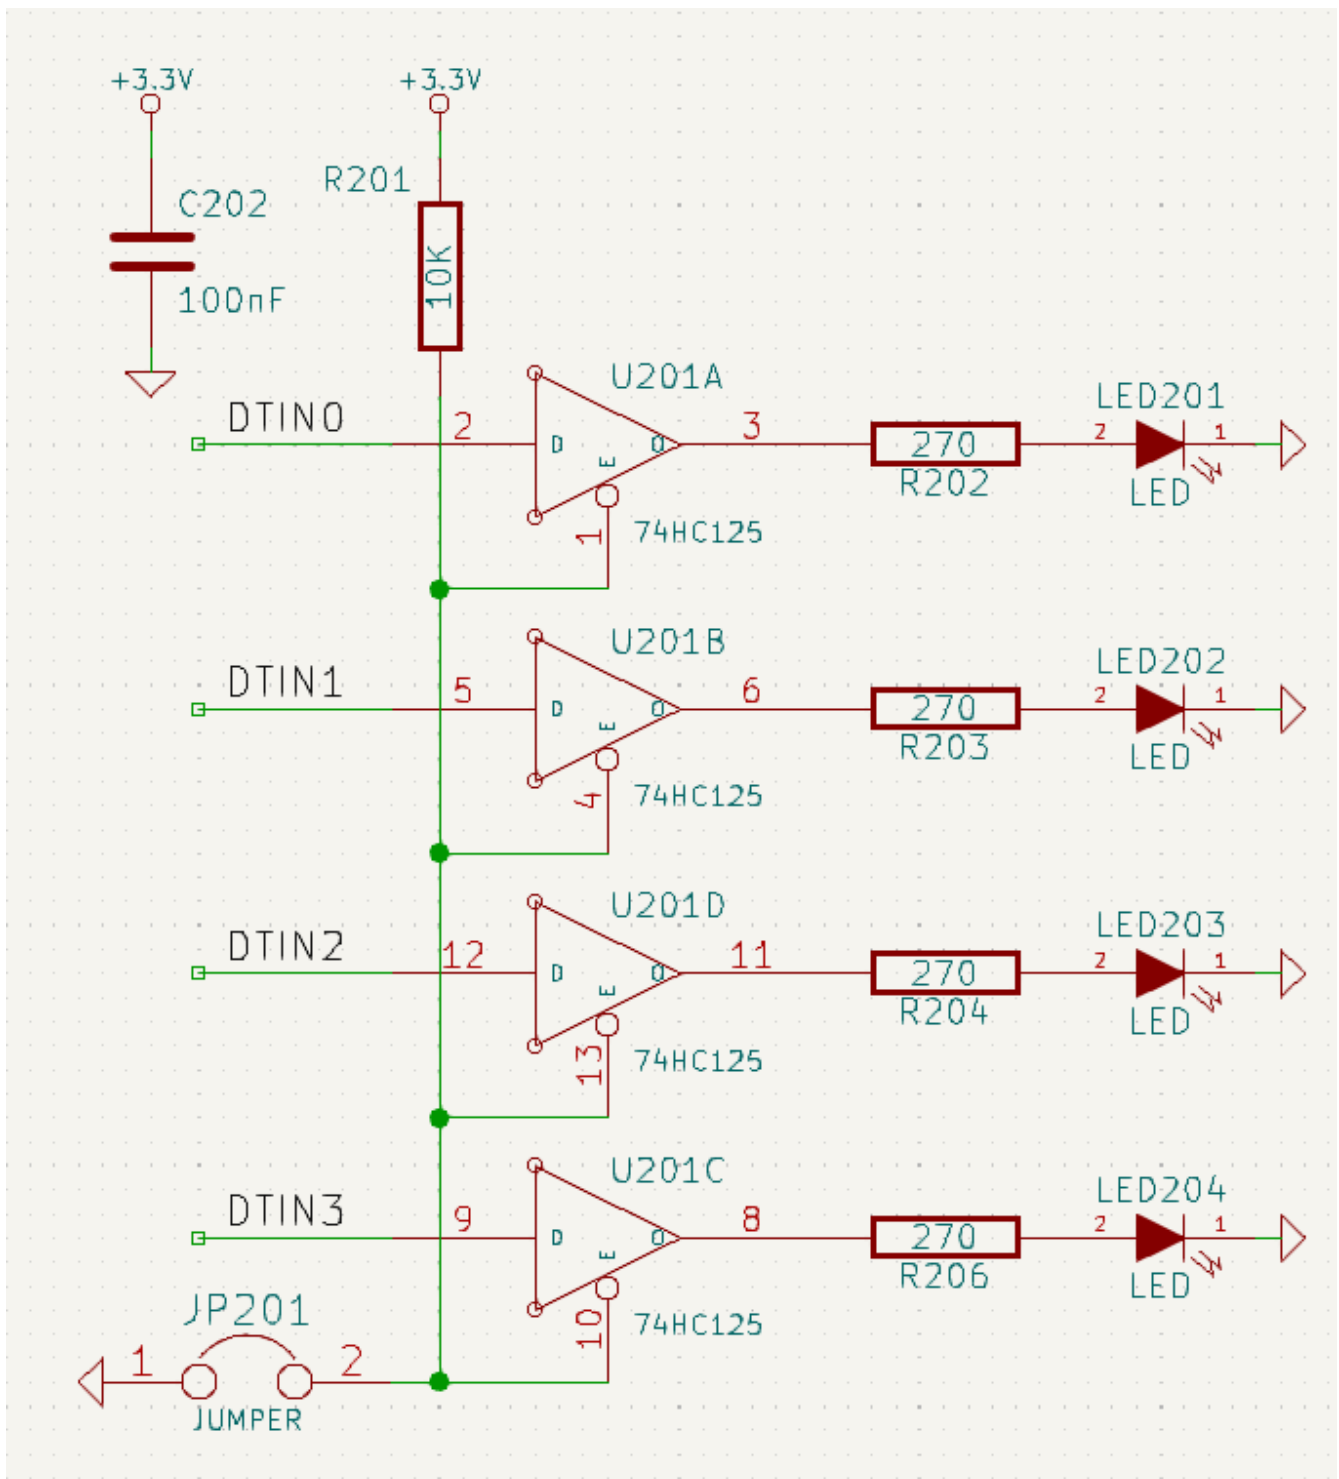 +3.3V
+3.3V
R201
C202
10K
100nF
U201A
DTIN0
2
D
O
E
3
270
R202
LED201
2
1
LED
1
74HC125
U201B
DTIN1
5
D
O
E
6
270
R203
LED202
2
1
LED
4
74HC125
U201D
DTIN2
12
D
O
E
11
270
R204
LED203
2
1
LED
13
74HC125
U201C
DTIN3
9
D
O
E
8
270
R206
LED204
2
1
LED
10
74HC125
JP201
1
2
JUMPER